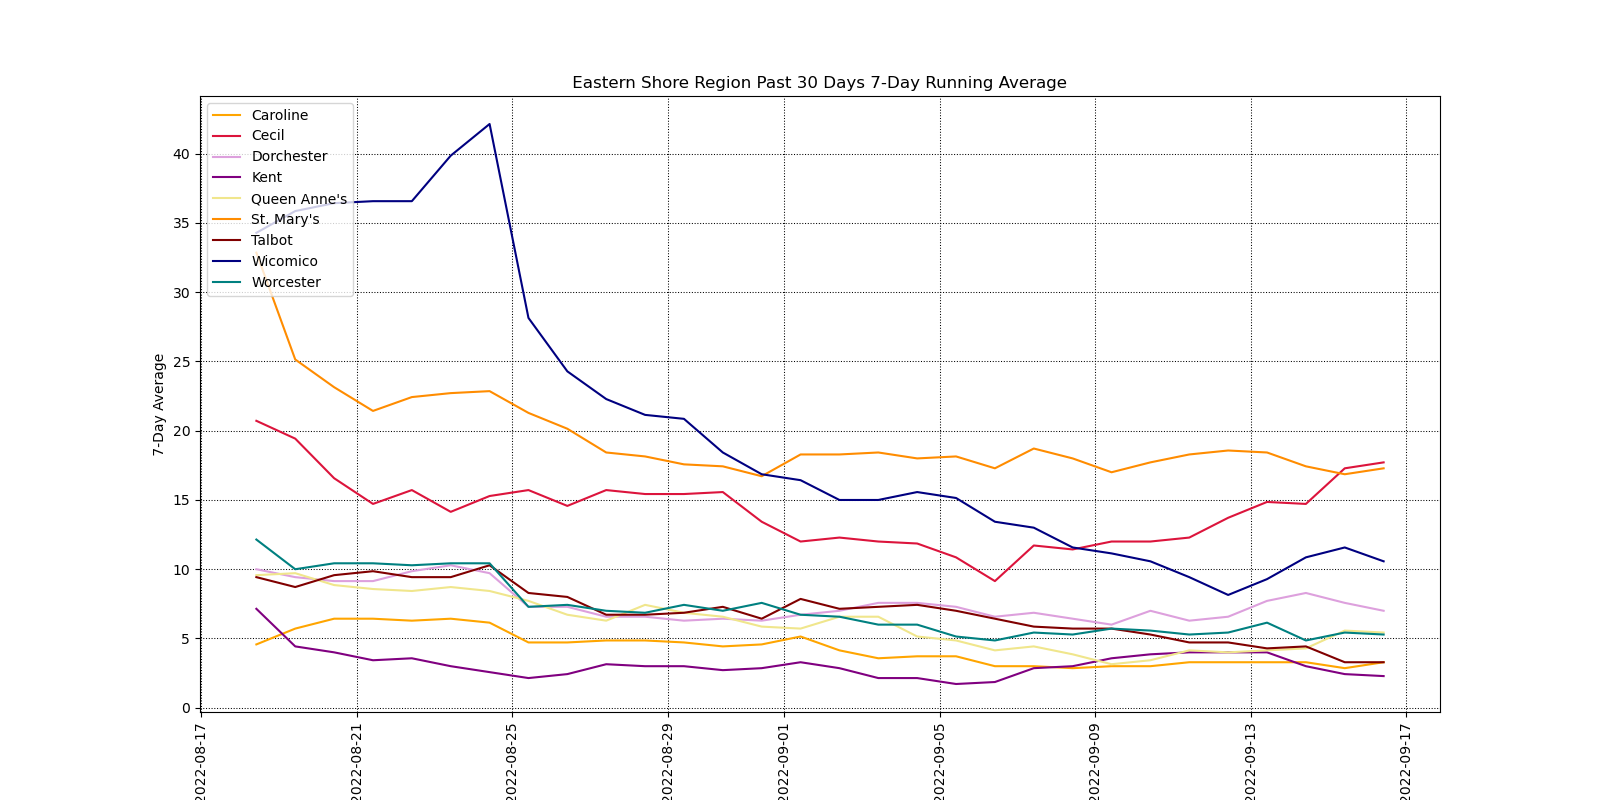 Eastern Shore Region Past 30 Days 7-Day Running Average
Caroline
Cecil
Dorchester
Kent
Queen Anne's
St. Mary's
Talbot
Wicomico
Worcester
40
35
30
25
20
15
10
5
0
7-Day Average
2022-08-17
2022-08-21
2022-08-25
2022-08-29
2022-09-01
2022-09-05
2022-09-09
2022-09-13
2022-09-17